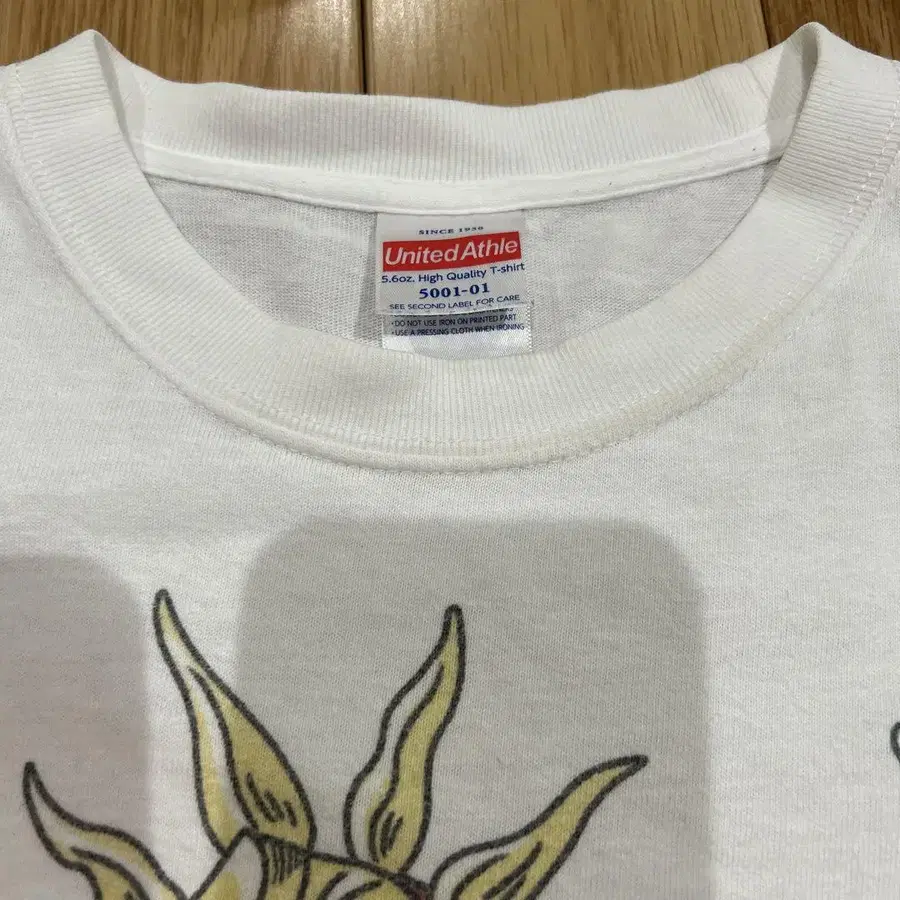 SINCE 1950
United Athle
5.6oz. High Quality T-shirt
5001-01
SEE SECOND LABEL FOR CARE
・DO NOT USE IRON ON PRINTED PART
・USE A PRESSING CLOTH WHEN IRONING